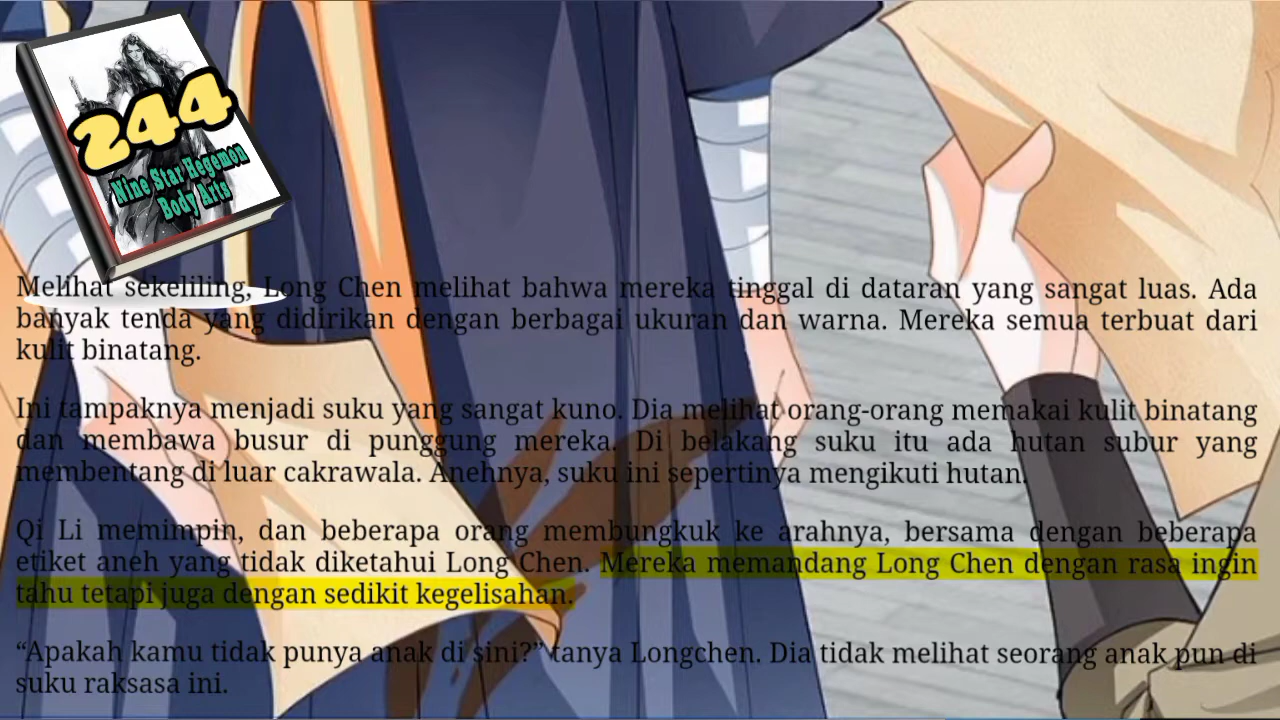 244
Nine Star Hegemon
Body Arts
Melihat sekeliling, Long Chen melihat bahwa mereka tinggal di dataran yang sangat luas. Ada
banyak tenda yang didirikan dengan berbagai ukuran dan warna. Mereka semua terbuat dari
kulit binatang.
Ini tampaknya menjadi suku yang sangat kuno. Dia melihat orang-orang memakai kulit binatang
dan membawa busur di punggung mereka. Di belakang suku itu ada hutan subur yang
membentang di luar cakrawala. Anehnya, suku ini sepertinya mengikuti hutan.
Qi Li memimpin, dan beberapa orang membungkuk ke arahnya, bersama dengan beberapa
etiket aneh yang tidak diketahui Long Chen. Mereka memandang Long Chen dengan rasa ingin
tahu tetapi juga dengan sedikit kegelisahan.
“Apakah kamu tidak punya anak di sini?” tanya Longchen. Dia tidak melihat seorang anak pun di
suku raksasa ini.